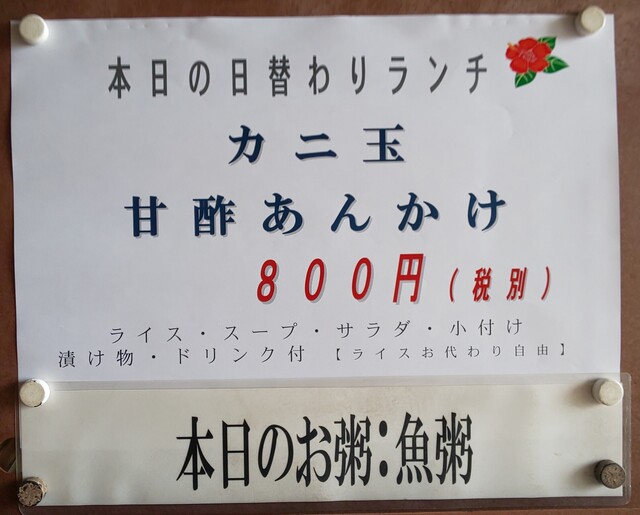 本日の日替わりランチ
カニ玉
甘酢あんかけ
８００円（税別）
ライス・スープ・サラダ・小付け
漬け物・ドリンク付【ライスお代わり自由】
本日のお粥：魚粥